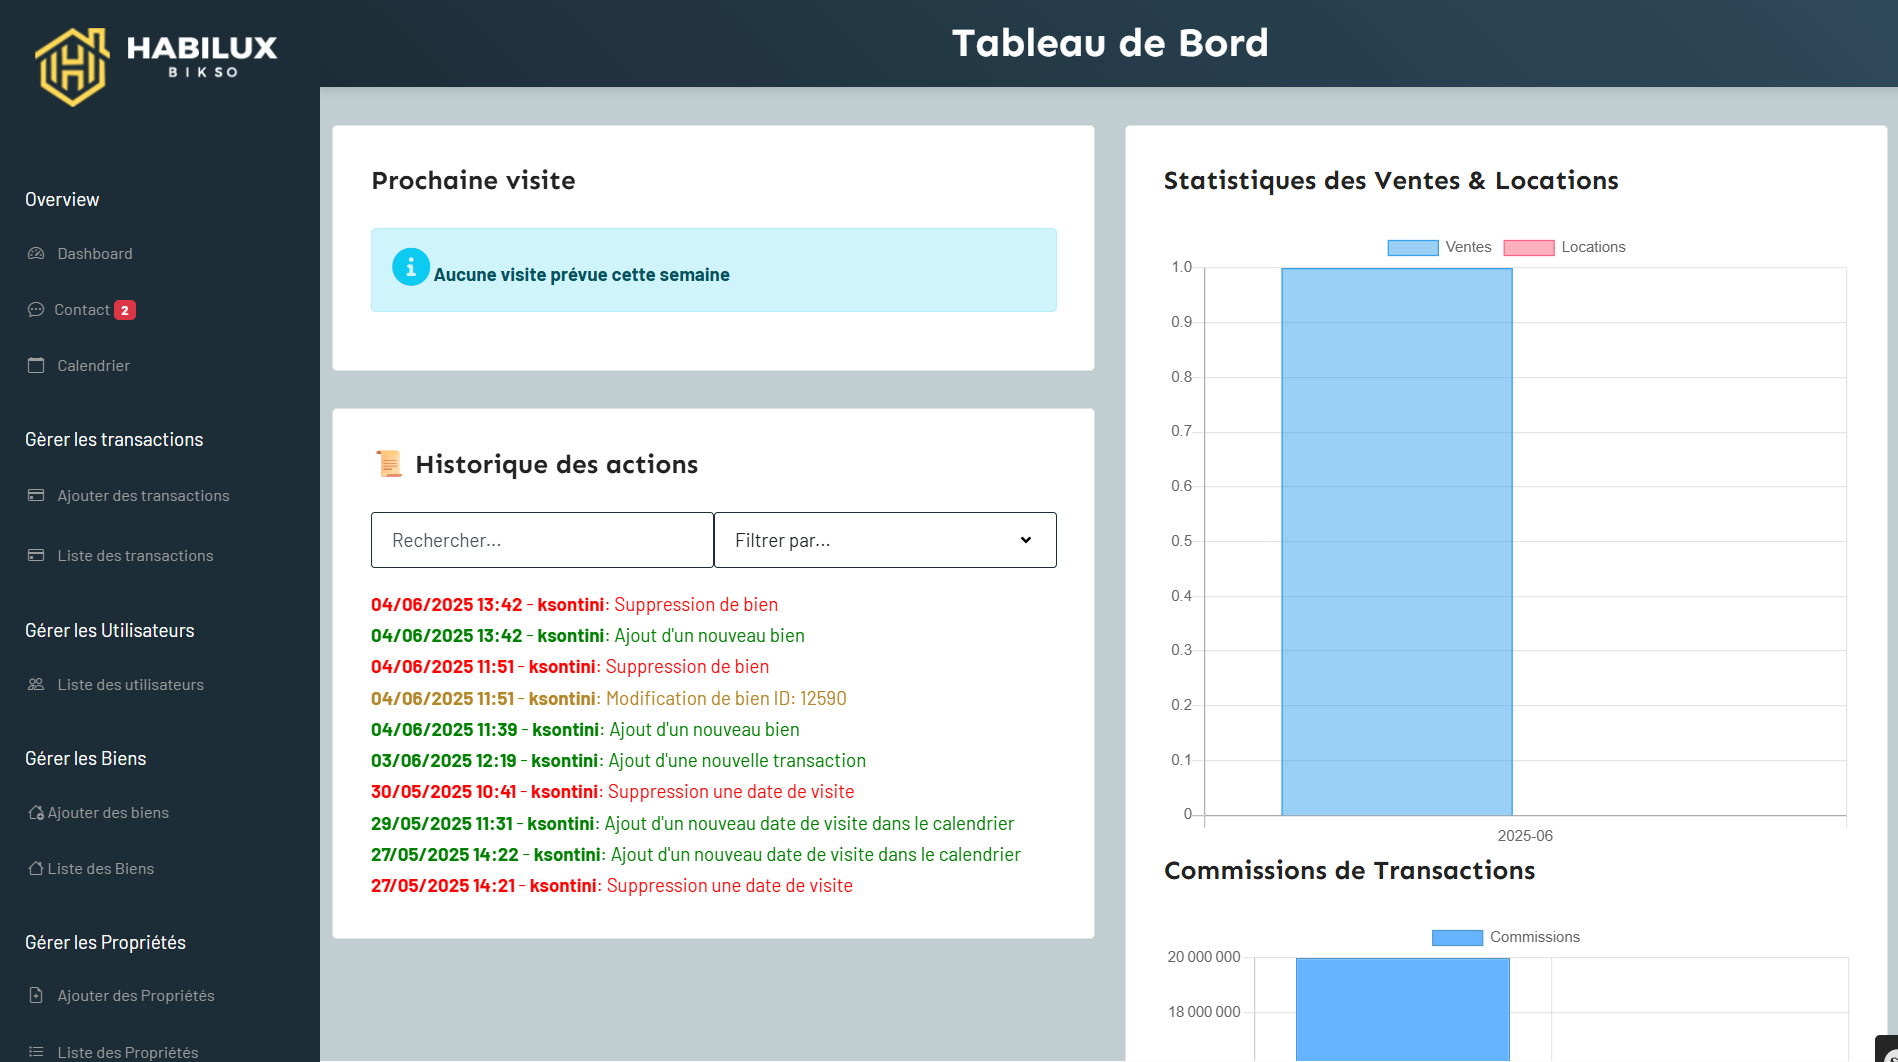 HABILUX
BIKSO
Tableau de Bord
Overview
Dashboard
Contact 2
Calendrier
Gèrer les transactions
Ajouter des transactions
Liste des transactions
Gérer les Utilisateurs
Liste des utilisateurs
Gérer les Biens
Ajouter des biens
Liste des Biens
Gérer les Propriétés
Ajouter des Propriétés
Liste des Propriétés
Prochaine visite
Aucune visite prévue cette semaine
Historique des actions
Rechercher...
Filtrer par...
04/06/2025 13:42 - ksontini: Suppression de bien
04/06/2025 13:42 - ksontini: Ajout d'un nouveau bien
04/06/2025 11:51 - ksontini: Suppression de bien
04/06/2025 11:51 - ksontini: Modification de bien ID: 12590
04/06/2025 11:39 - ksontini: Ajout d'un nouveau bien
03/06/2025 12:19 - ksontini: Ajout d'une nouvelle transaction
30/05/2025 10:41 - ksontini: Suppression une date de visite
29/05/2025 11:31 - ksontini: Ajout d'un nouveau date de visite dans le calendrier
27/05/2025 14:22 - ksontini: Ajout d'un nouveau date de visite dans le calendrier
27/05/2025 14:21 - ksontini: Suppression une date de visite
Statistiques des Ventes & Locations
Ventes Locations
1.0
0.9
0.8
0.7
0.6
0.5
0.4
0.3
0.2
0.1
0
2025-06
Commissions de Transactions
Commissions
20 000 000
18 000 000